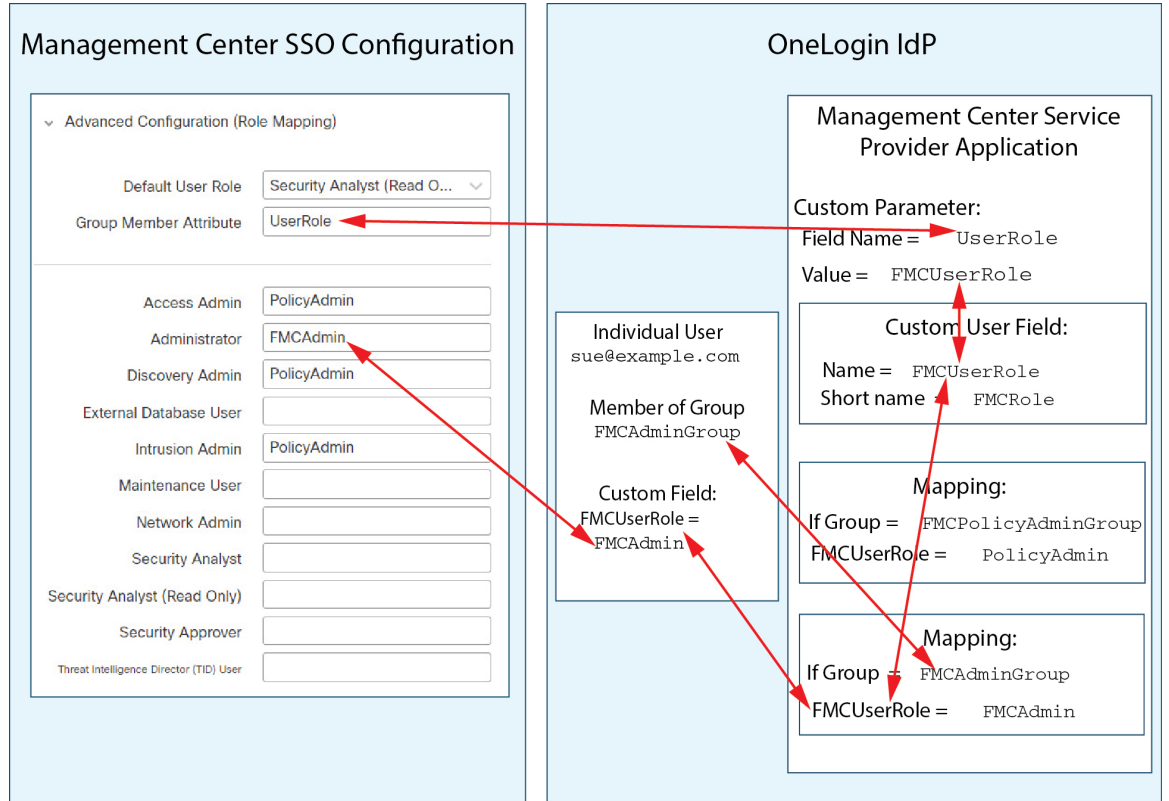 Management Center SSO Configuration
Advanced Configuration (Role Mapping)
Default User Role Security Analyst (Read O...
Group Member Attribute UserRole
Access Admin PolicyAdmin
Administrator FMCAdmin
Discovery Admin PolicyAdmin
External Database User
Intrusion Admin PolicyAdmin
Maintenance User
Network Admin
Security Analyst
Security Analyst (Read Only)
Security Approver
Threat Intelligence Director (TID) User
OneLogin IdP
Individual User
sue@example.com
Member of Group
FMCAdminGroup
Custom Field:
FMCUserRole =
FMCAdmin
Management Center Service
Provider Application
Custom Parameter:
Field Name = UserRole
Value = FMCUserRole
Custom User Field:
Name = FMCUserRole
Short name = FMCRole
Mapping:
If Group = FMCPolicyAdminGroup
FMCUserRole = PolicyAdmin
Mapping:
If Group = FMCAdminGroup
FMCUserRole = FMCAdmin